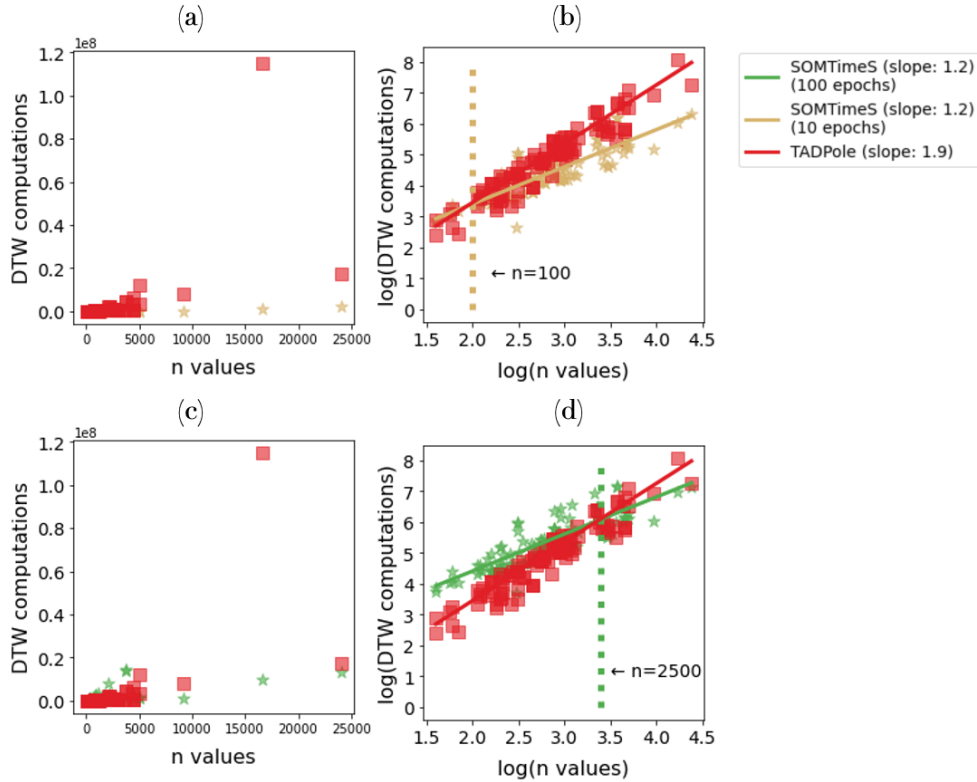 (a)
1e8
1.2
1.0
0.8
0.6
0.4
0.2
0.0
DTW computations
0 5000 10000 15000 20000 25000
n values
(b)
8
7
6
5
4
3
2
1
0
log(DTW computations)
← n=100
1.5 2.0 2.5 3.0 3.5 4.0 4.5
log(n values)
SOMTimeS (slope: 1.2)
(100 epochs)
SOMTimeS (slope: 1.2)
(10 epochs)
TADPole (slope: 1.9)
(c)
1e8
1.2
1.0
0.8
0.6
0.4
0.2
0.0
DTW computations
0 5000 10000 15000 20000 25000
n values
(d)
8
7
6
5
4
3
2
1
0
log(DTW computations)
← n=2500
1.5 2.0 2.5 3.0 3.5 4.0 4.5
log(n values)